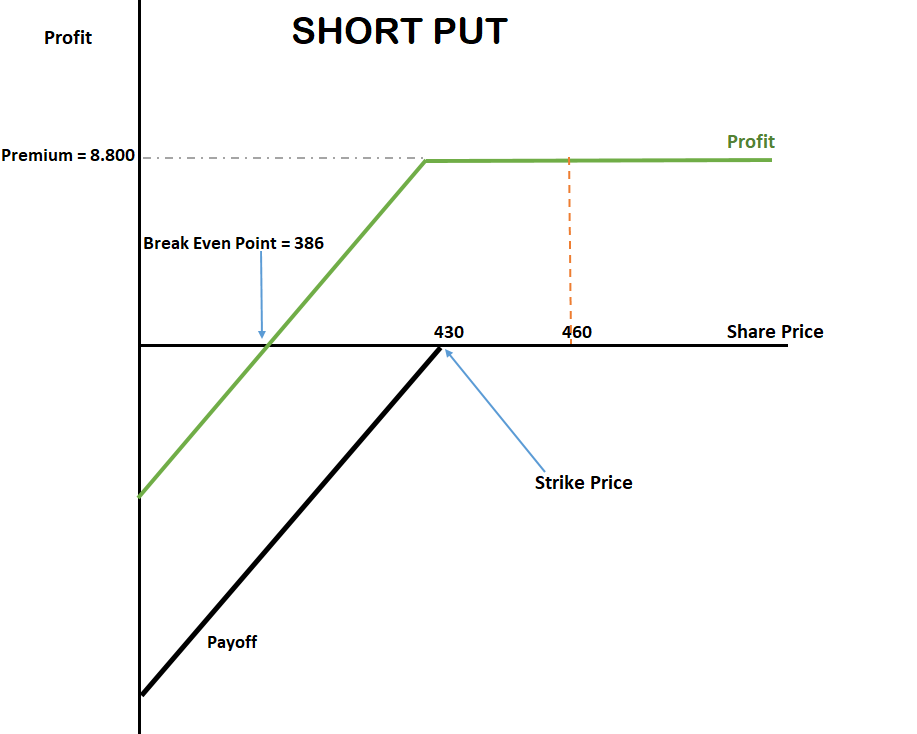 SHORT PUT
Profit
Profit
Premium = 8.800
Break Even Point = 386
430
460
Share Price
Strike Price
Payoff